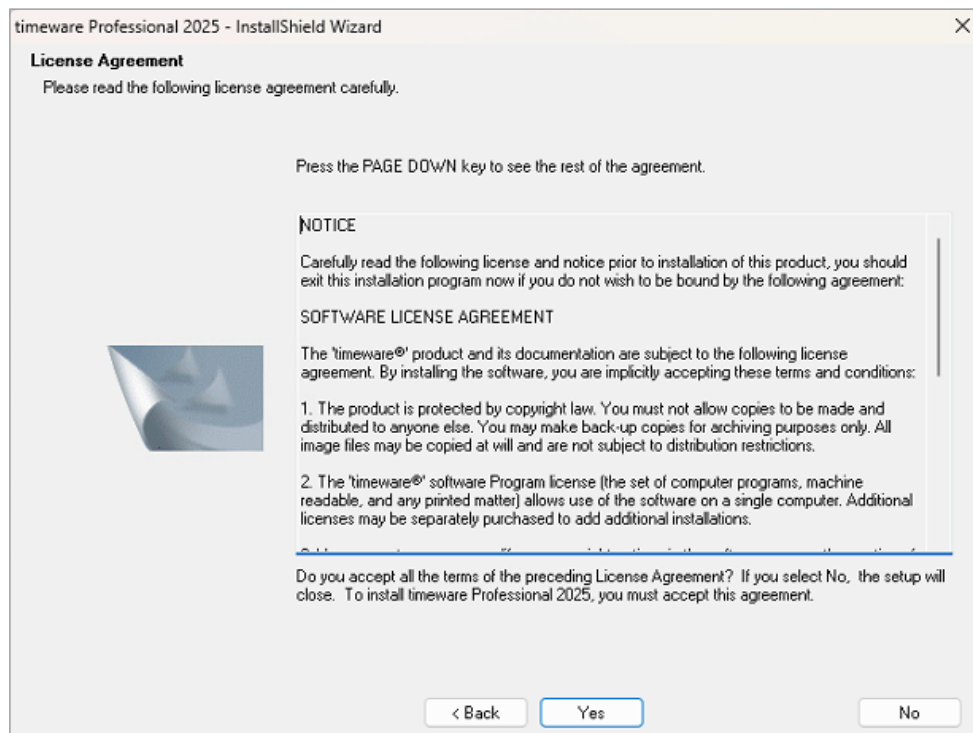 timeware Professional 2025 - InstallShield Wizard
License Agreement
Please read the following license agreement carefully.
Press the PAGE DOWN key to see the rest of the agreement.
NOTICE
Carefully read the following license and notice prior to installation of this product, you should
exit this installation program now if you do not wish to be bound by the following agreement:
SOFTWARE LICENSE AGREEMENT
The 'timeware®' product and its documentation are subject to the following license
agreement. By installing the software, you are implicitly accepting these terms and conditions:
1. The product is protected by copyright law. You must not allow copies to be made and
distributed to anyone else. You may make back-up copies for archiving purposes only. All
image files may be copied at will and are not subject to distribution restrictions.
2. The 'timeware®' software Program license (the set of computer programs, machine
readable, and any printed matter) allows use of the software on a single computer. Additional
licenses may be separately purchased to add additional installations.
Do you accept all the terms of the preceding License Agreement? If you select No, the setup will
close. To install timeware Professional 2025, you must accept this agreement.
< Back
Yes
No